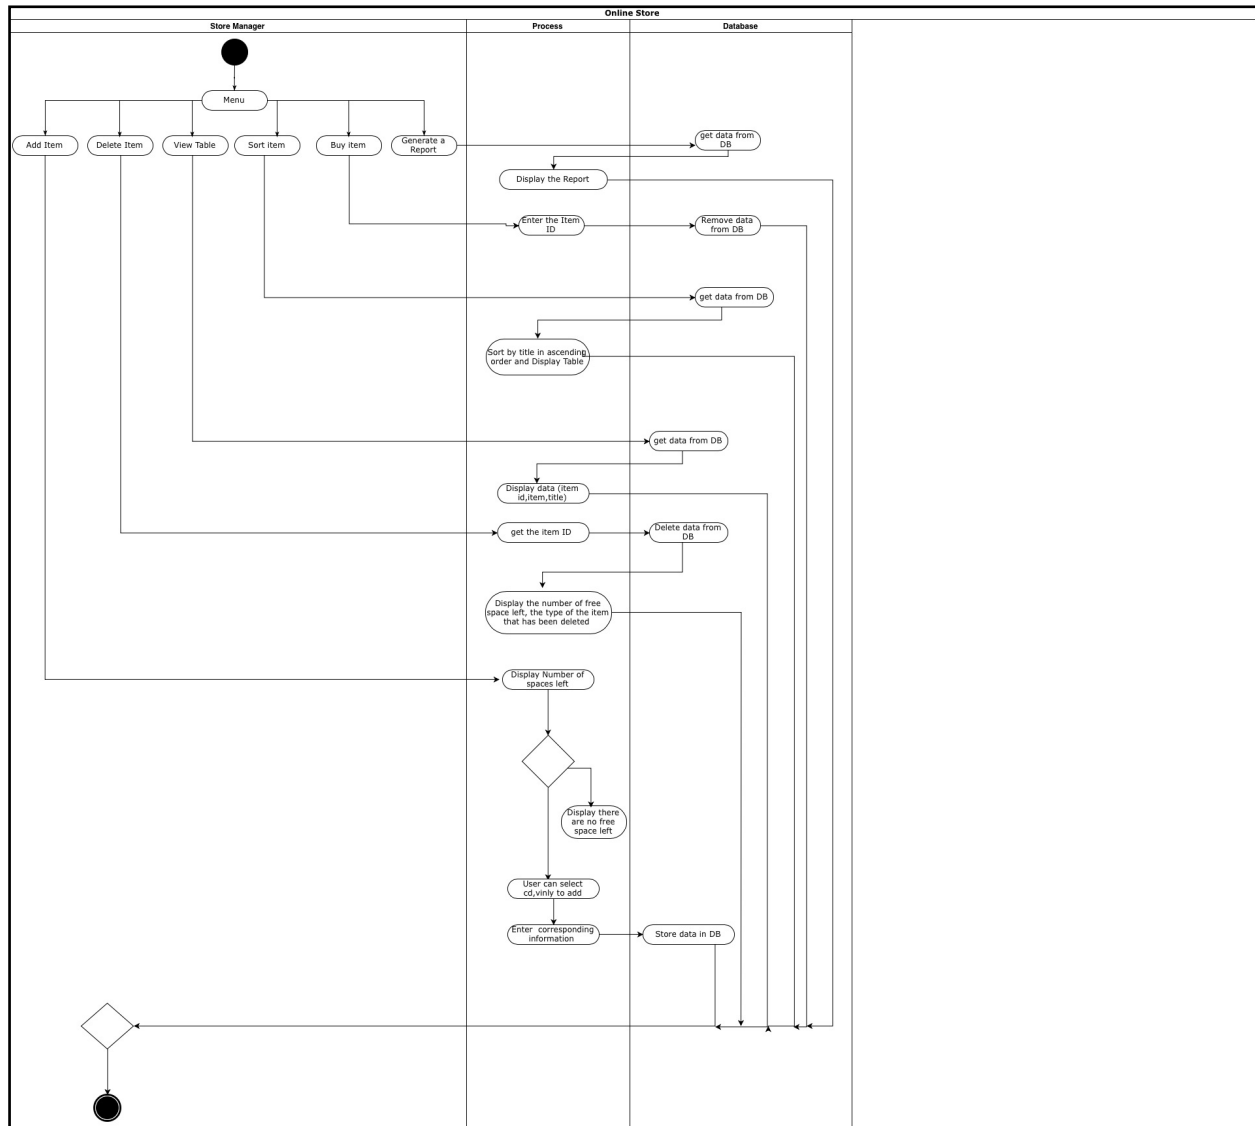 Online Store
Store Manager
Process
Database
Menu
Add Item
Delete Item
View Table
Sort item
Buy item
Generate a
Report
get data from
DB
Display the Report
Enter the Item
ID
Remove data
from DB
get data from DB
Sort by title in ascending
order and Display Table
get data from DB
Display data (item
id,item,title)
get the item ID
Delete data from
DB
Display the number of free
space left, the type of the item
that has been deleted
Display Number of
spaces left
Display there
are no free
space left
User can select
cd,vinly to add
Enter corresponding
information
Store data in DB